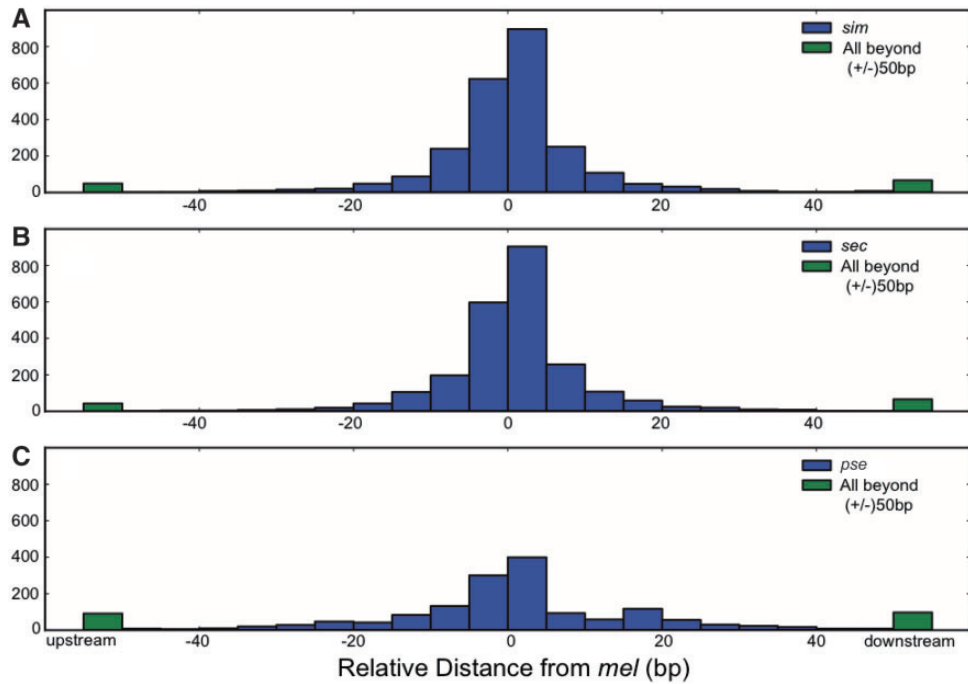 A
800
600
400
200
0
sim
All beyond
(+/-)50bp
-40
-20
0
20
40
B
800
600
400
200
0
sec
All beyond
(+/-)50bp
-40
-20
0
20
40
C
800
600
400
200
0
pse
All beyond
(+/-)50bp
upstream
-40
-20
0
20
40
downstream
Relative Distance from mel (bp)